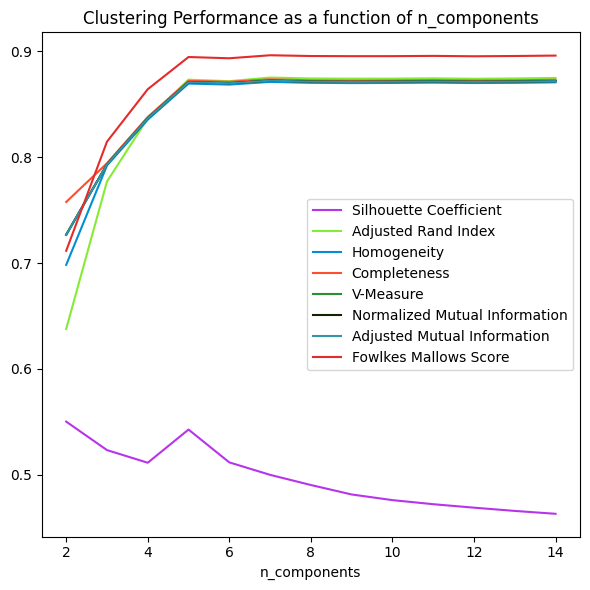 Clustering Performance as a function of n_components
0.9
0.8
0.7
0.6
0.5
Silhouette Coefficient
Adjusted Rand Index
Homogeneity
Completeness
V-Measure
Normalized Mutual Information
Adjusted Mutual Information
Fowlkes Mallows Score
2 4 6 8 10 12 14
n_components